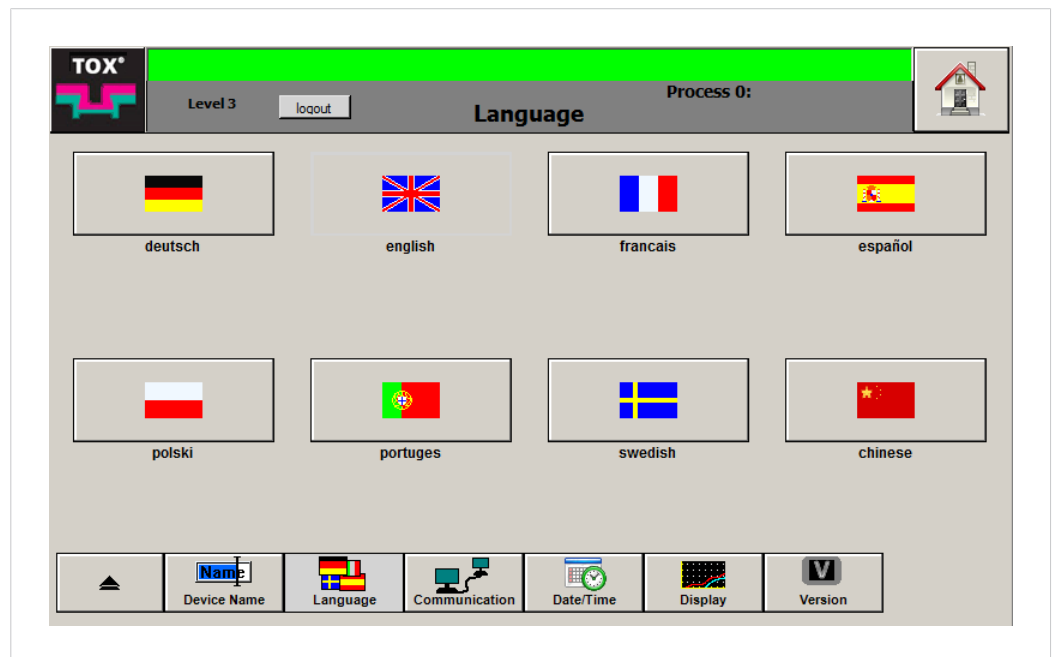 TOX®
Process 0:
Level 3 logout
Language
deutsch english francais español
polski portuges swedish chinese
Name V
Device Name Language Communication Date/Time Display Version